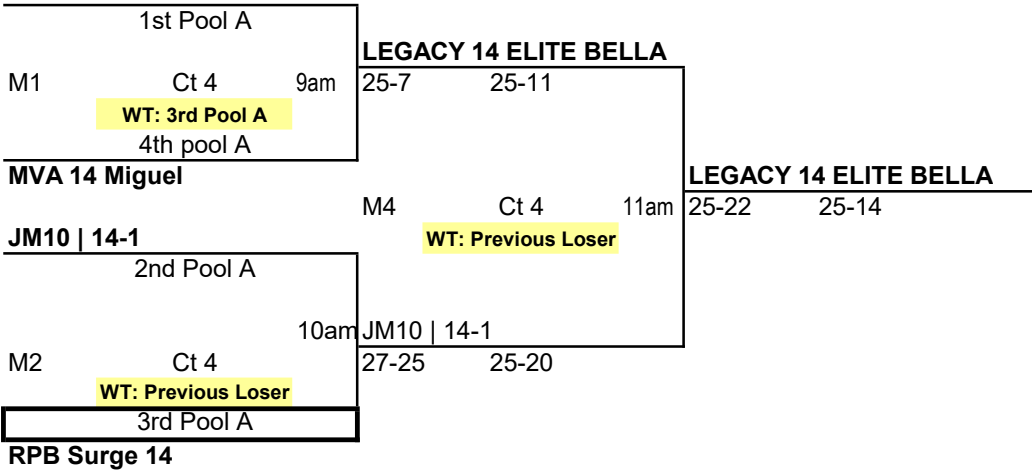 1st Pool A
LEGACY 14 ELITE BELLA
M1 Ct 4 9am 25-7 25-11
WT: 3rd Pool A
4th pool A
MVA 14 Miguel
LEGACY 14 ELITE BELLA
M4 Ct 4 11am 25-22 25-14
JM10 | 14-1
WT: Previous Loser
2nd Pool A
10am JM10 | 14-1
M2 Ct 4 27-25 25-20
WT: Previous Loser
3rd Pool A
RPB Surge 14